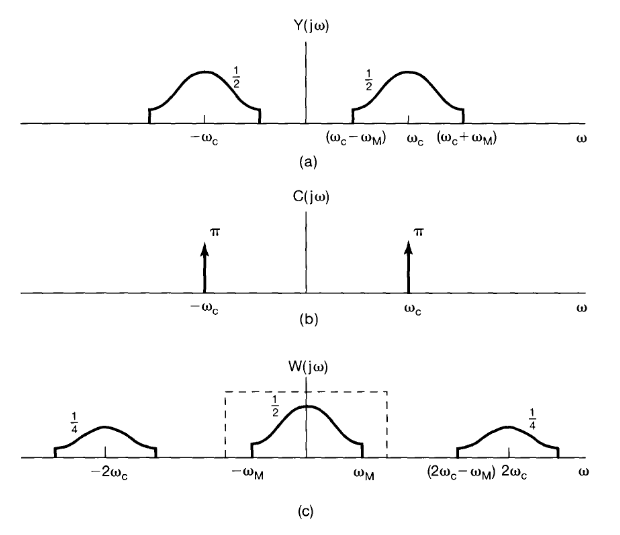 Y(jω)
1/2 1/2
−ωc (ωc − ωM) ωc (ωc + ωM) ω
(a)
C(jω)
π π
−ωc ωc ω
(b)
W(jω)
1/4 1/2 1/4
−2ωc −ωM ωM (2ωc − ωM) 2ωc ω
(c)